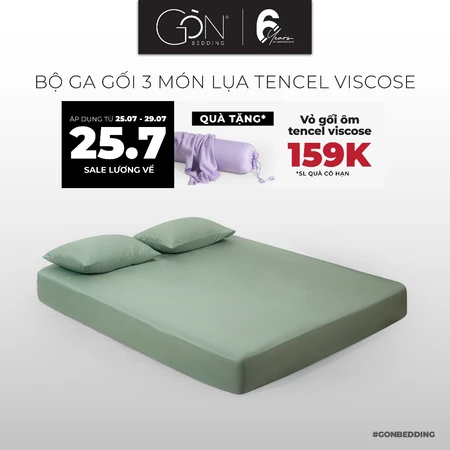 GÒN
BEDDING
6 Years
BỘ GA GỐI 3 MÓN LỤA TENCEL VISCOSE
ÁP DỤNG TỪ 25.07 - 29.07
25.7
SALE LƯƠNG VỀ
QUÀ TẶNG*
Vỏ gối ôm
tencel viscose
159K
*SL QUÀ CÓ HẠN
#GONBEDDING